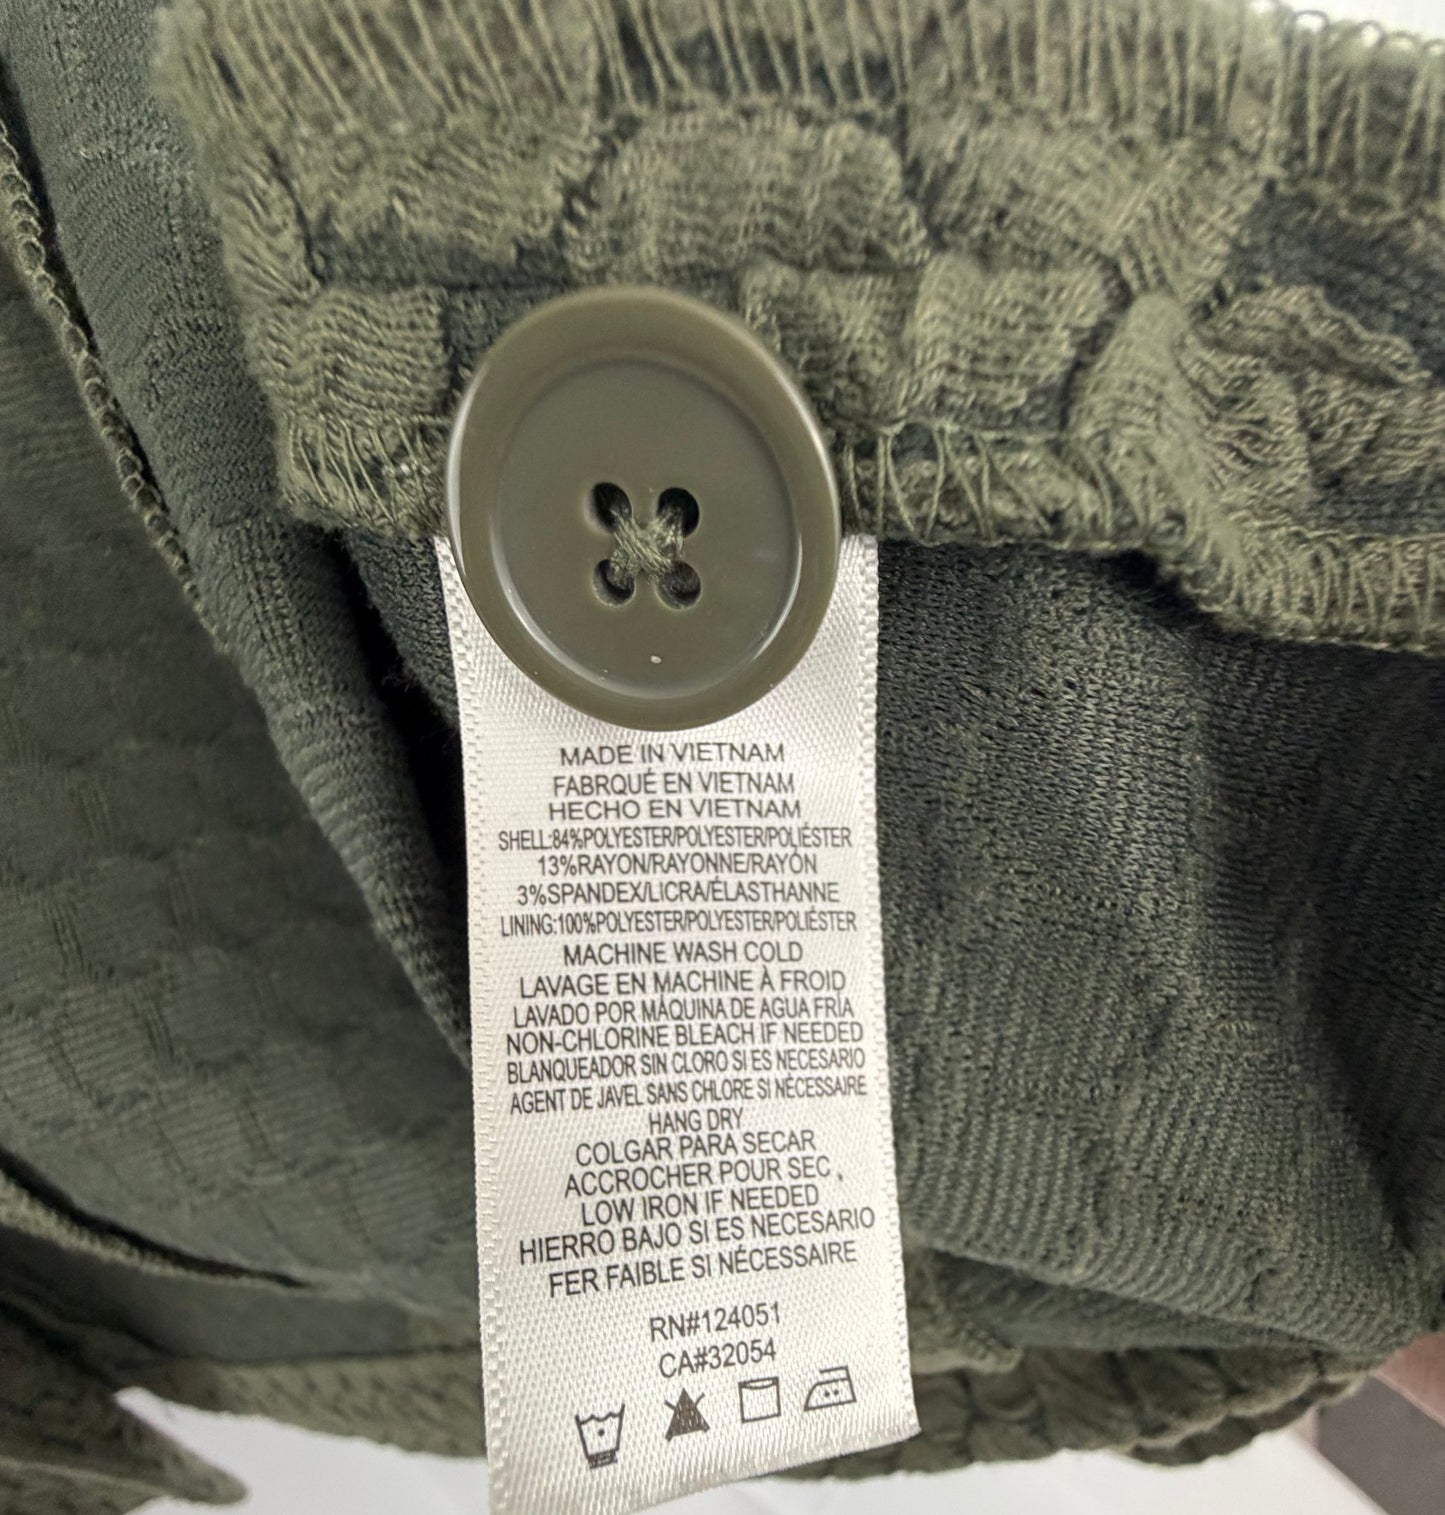 MADE IN VIETNAM
FABRQUÉ EN VIETNAM
HECHO EN VIETNAM
SHELL:84%POLYESTER/POLYESTER/POLIÉSTER
13%RAYON/RAYONNE/RAYÓN
3%SPANDEX/LICRA/ÉLASTHANNE
LINING:100%POLYESTER/POLYESTER/POLIÉSTER
MACHINE WASH COLD
LAVAGE EN MACHINE À FROID
LAVADO POR MÁQUINA DE AGUA FRÍA
NON-CHLORINE BLEACH IF NEEDED
BLANQUEADOR SIN CLORO SI ES NECESARIO
AGENT DE JAVEL SANS CHLORE SI NÉCESSAIRE
HANG DRY
COLGAR PARA SECAR
ACCROCHER POUR SEC ,
LOW IRON IF NEEDED
HIERRO BAJO SI ES NECESARIO
FER FAIBLE SI NÉCESSAIRE
RN#124051
CA#32054